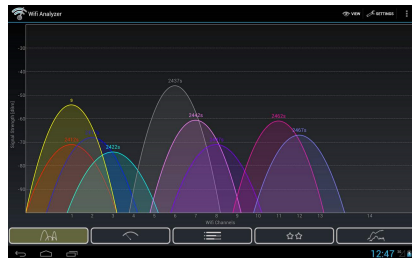 Wifi Analyzer
VIEW
SETTINGS
Signal Strength [dBm]
-30
-40
-50
-60
-70
-80
-90
2437s
s
2442s
2462s
2467s
2422s
1 2 3 4 5 6 7 8 9 10 11 12 13 14
Wifi Channels
12:47